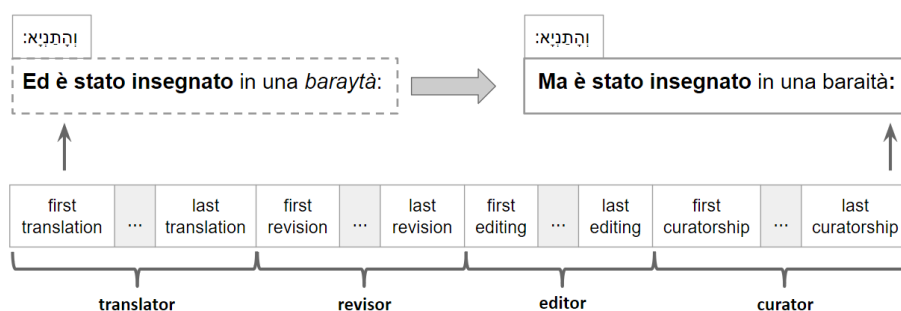 וְהָתַנְיָא:
וְהָתַנְיָא:
Ed è stato insegnato in una baraytà:
Ma è stato insegnato in una baraità:
first translation
...
last translation
first revision
...
last revision
first editing
...
last editing
first curatorship
...
last curatorship
translator
revisor
editor
curator